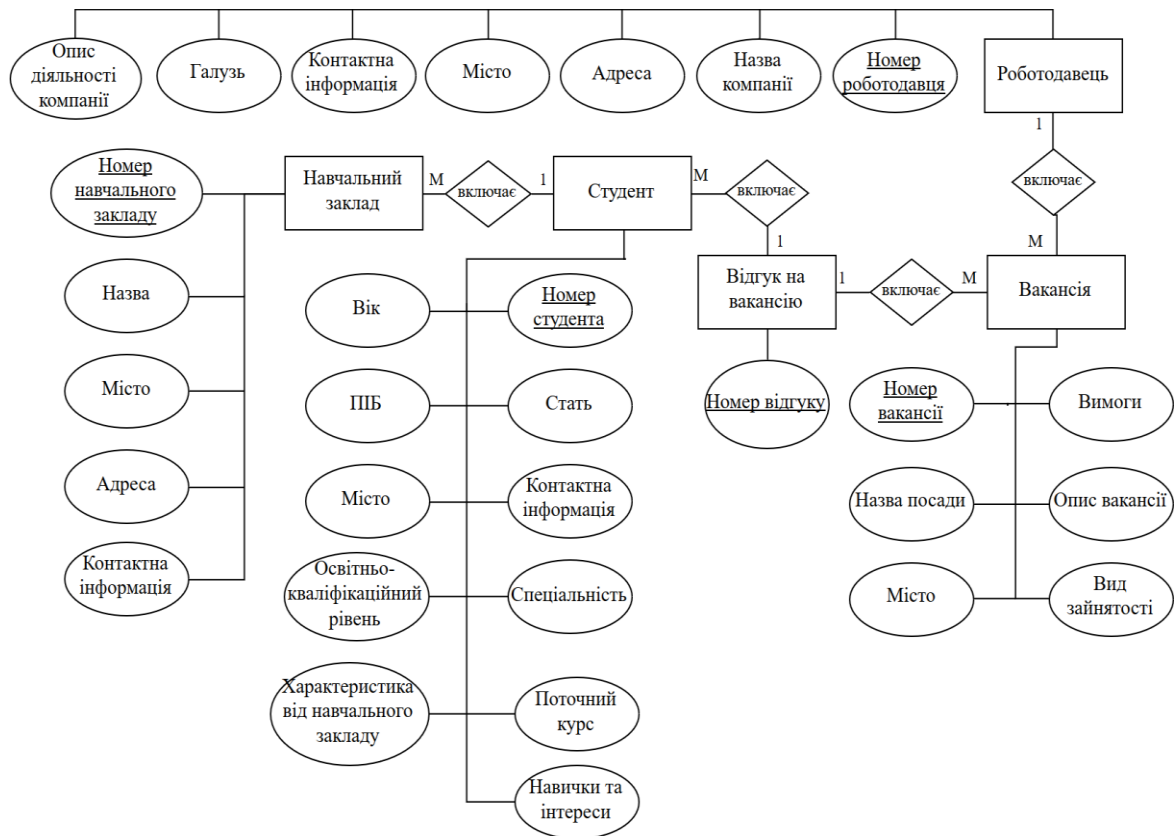 Опис
діяльності
компанії
Галузь
Контактна
інформація
Місто
Адреса
Назва
компанії
Номер
роботодавця
Роботодавець
1
включає
М
Номер
навчального
закладу
Навчальний
заклад
М
включає
1
Студент
М
включає
1
Назва
Місто
Адреса
Контактна
інформація
Вік
Номер
студента
ПІБ
Стать
Місто
Контактна
інформація
Освітньо-
кваліфікаційний
рівень
Спеціальність
Характеристика
від навчального
закладу
Поточний
курс
Навички та
інтереси
Відгук на
вакансію
1
включає
М
Вакансія
Номер відгуку
Номер
вакансії
Вимоги
Назва посади
Опис вакансії
Місто
Вид
зайнятості